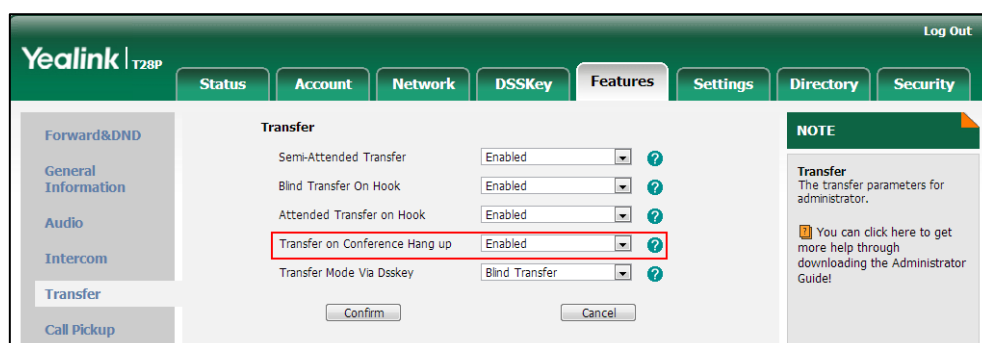 Log Out
Yealink T28P
Status Account Network DSSKey Features Settings Directory Security
Forward&DND
General
Information
Audio
Intercom
Transfer
Call Pickup
Transfer
Semi-Attended Transfer Enabled ?
Blind Transfer On Hook Enabled ?
Attended Transfer on Hook Enabled ?
Transfer on Conference Hang up Enabled ?
Transfer Mode Via Dsskey Blind Transfer ?
Confirm Cancel
NOTE
Transfer
The transfer parameters for
administrator.
? You can click here to get
more help through
downloading the Administrator
Guide!